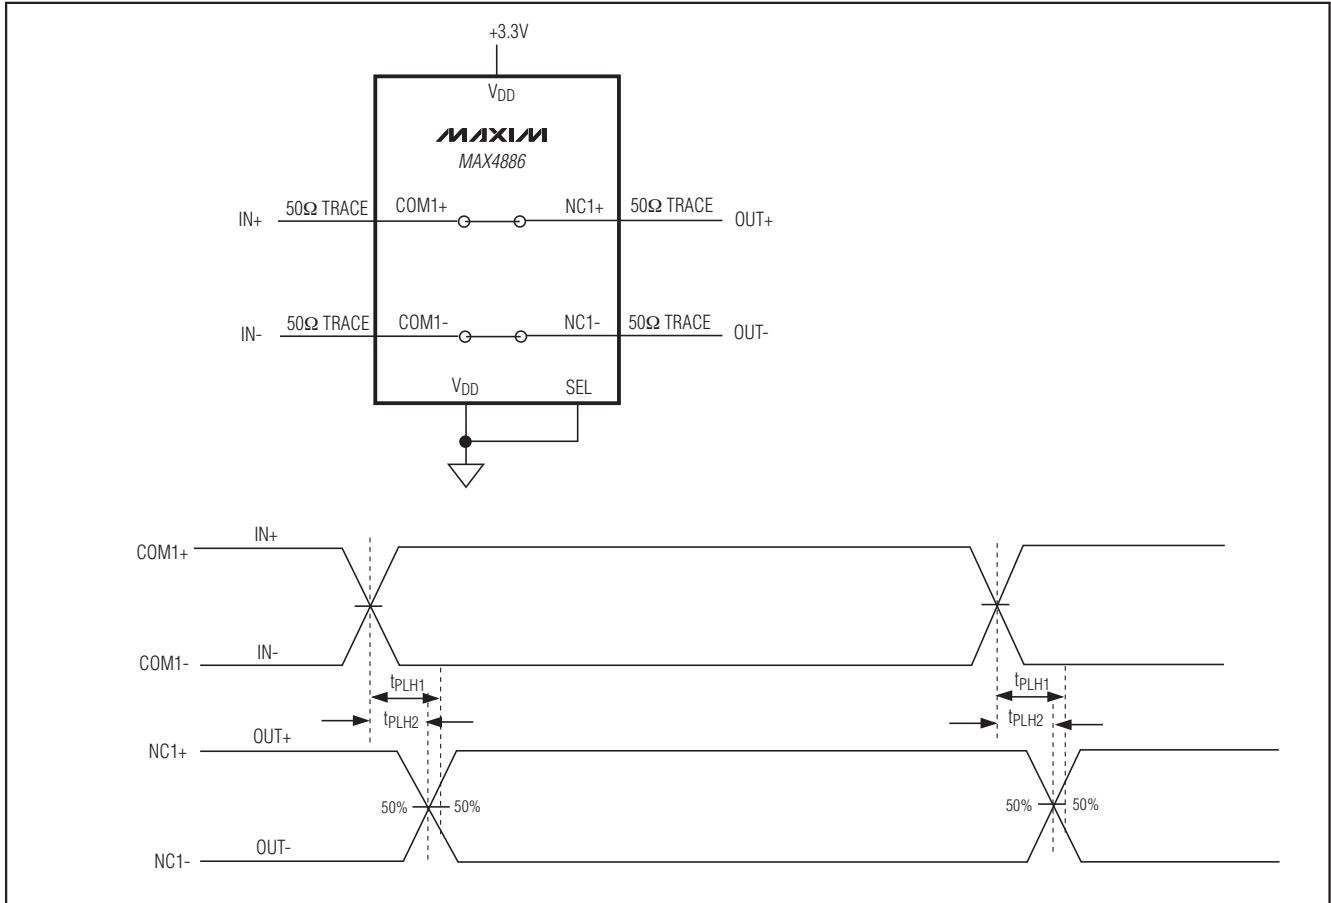 +3.3V
VDD
MAXIM
MAX4886
IN+ 50Ω TRACE COM1+ NC1+ 50Ω TRACE OUT+
IN- 50Ω TRACE COM1- NC1- 50Ω TRACE OUT-
VDD SEL
COM1+ IN+
COM1- IN-
tPLH1 tPLH1
tPLH2 tPLH2
NC1+ OUT+
50% 50% 50% 50%
NC1- OUT-